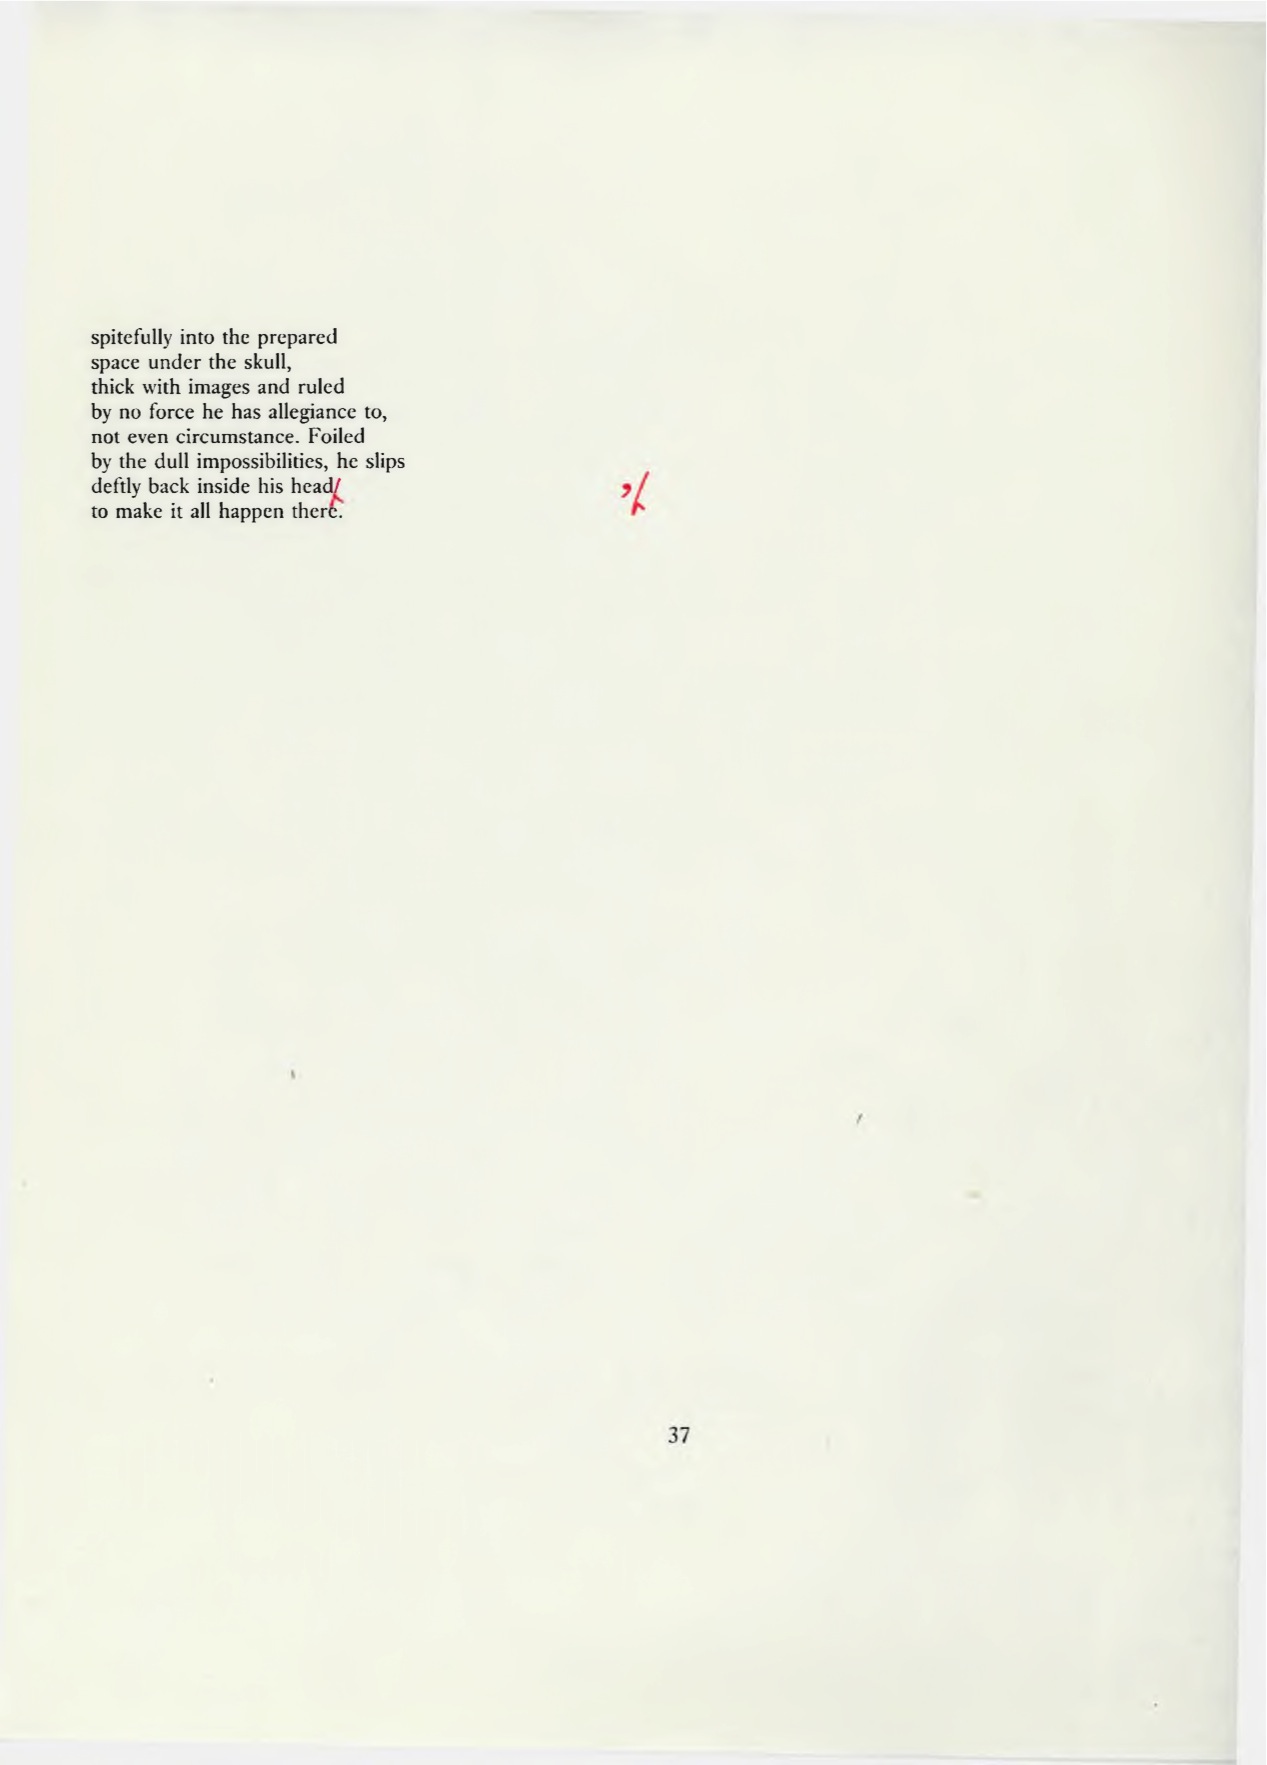 spitefully into the prepared
space under the skull,
thick with images and ruled
by no force he has allegiance to,
not even circumstance. Foiled
by the dull impossibilities, he slips
deftly back inside his head
to make it all happen there.
,/
37